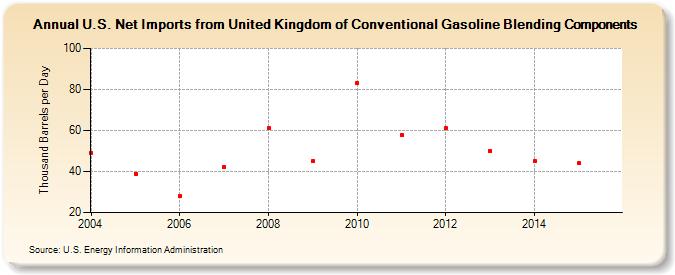 Annual U.S. Net Imports from United Kingdom of Conventional Gasoline Blending Components
Thousand Barrels per Day
100
80
60
40
20
2004 2006 2008 2010 2012 2014
Source: U.S. Energy Information Administration